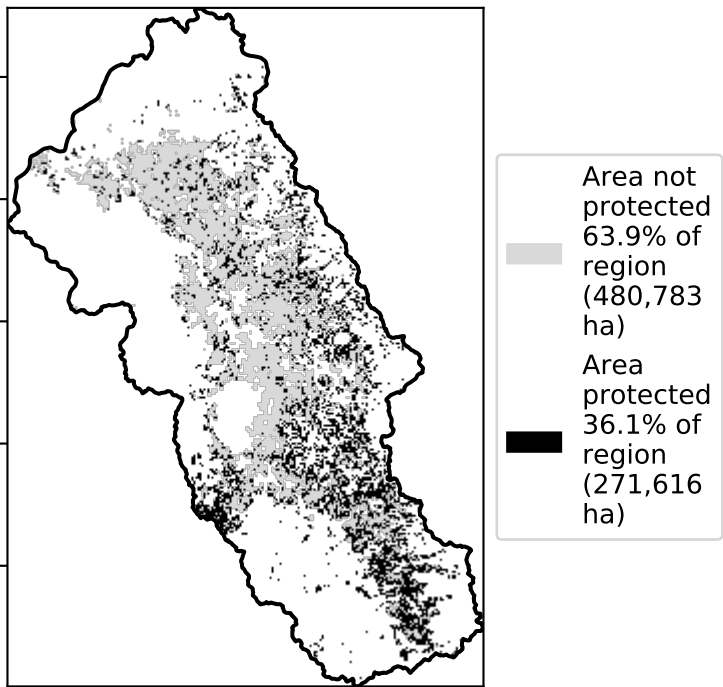 Area not
protected
63.9% of
region
(480,783
ha)
Area
protected
36.1% of
region
(271,616
ha)